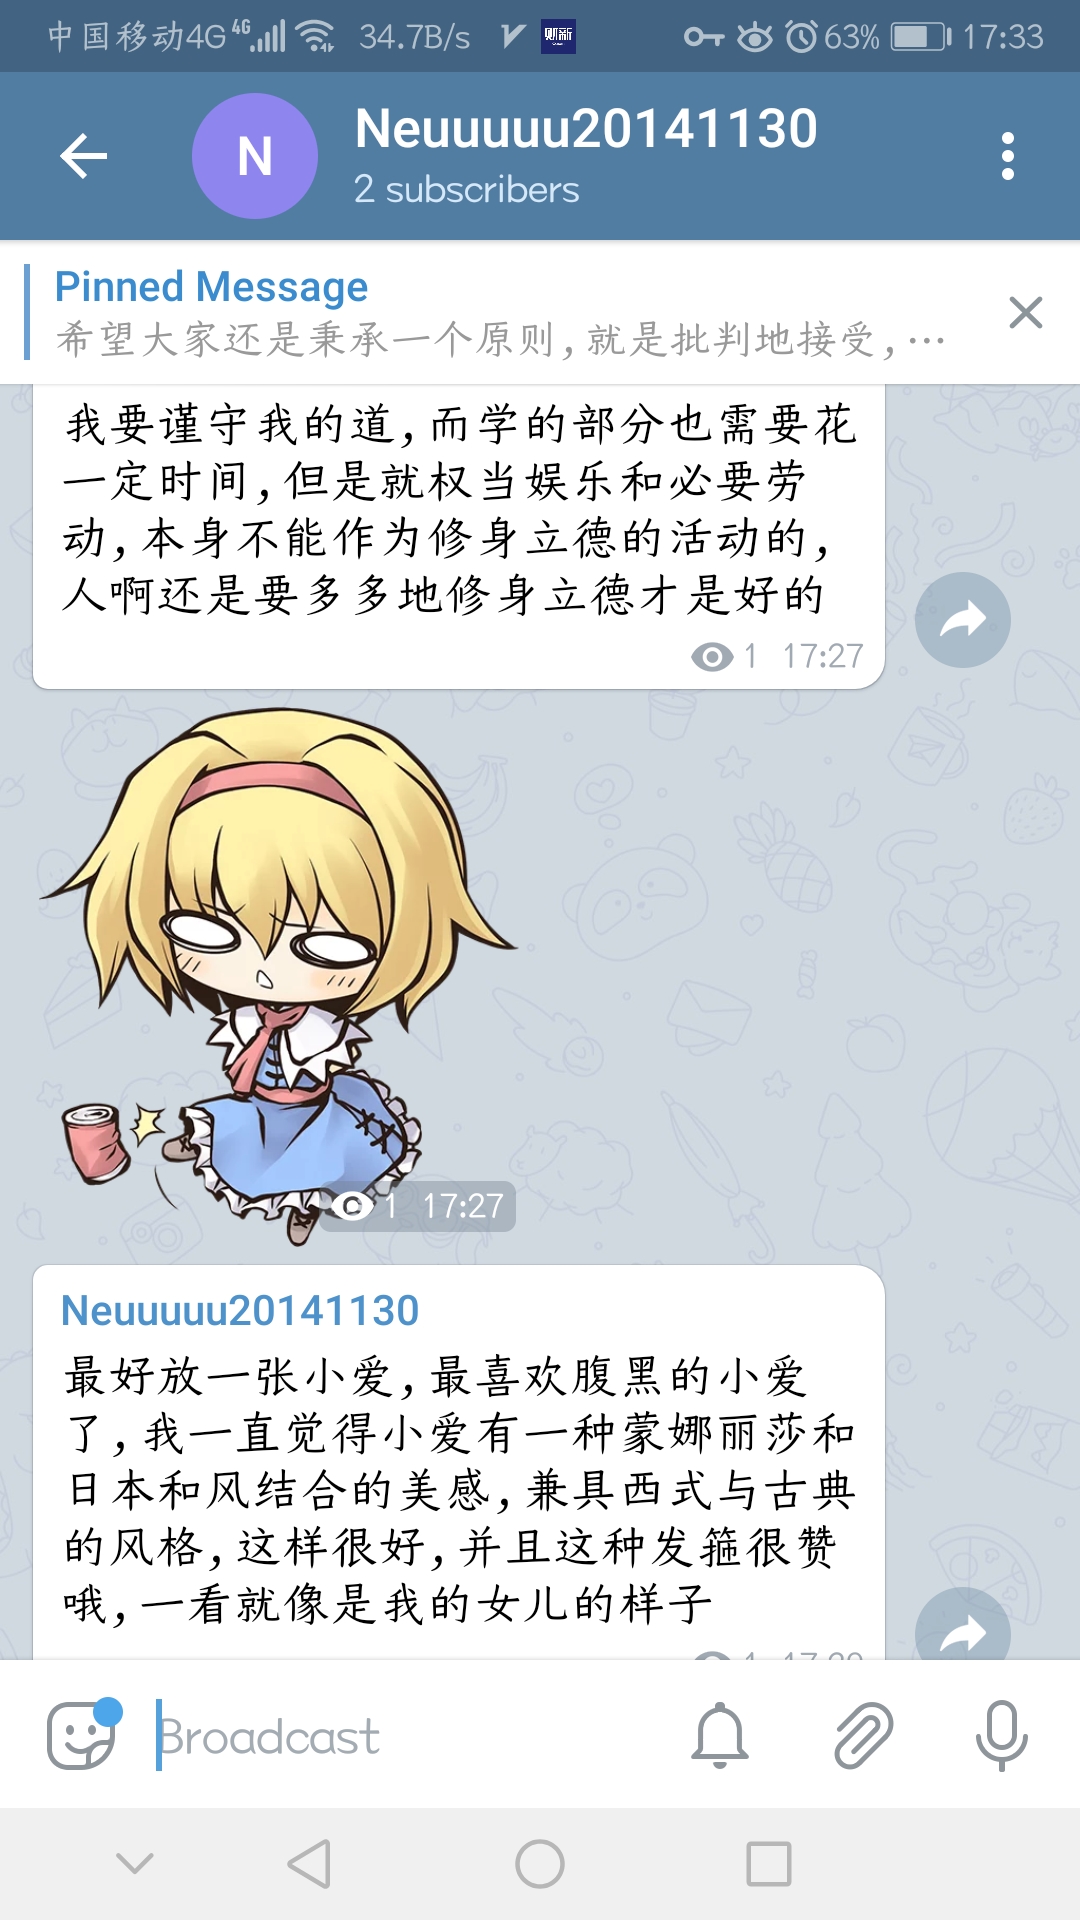 中国移动4G 4G 34.7B/s 财新 63% 17:33
N
Neuuuuu20141130
2 subscribers
Pinned Message
希望大家还是秉承一个原则,就是批判地接受,…
我要谨守我的道,而学的部分也需要花
一定时间,但是就权当娱乐和必要劳
动,本身不能作为修身立德的活动的,
人啊还是要多多地修身立德才是好的
1 17:27
1 17:27
Neuuuuu20141130
最好放一张小爱,最喜欢腹黑的小爱
了,我一直觉得小爱有一种蒙娜丽莎和
日本和风结合的美感,兼具西式与古典
的风格,这样很好,并且这种发箍很赞
哦,一看就像是我的女儿的样子
Broadcast